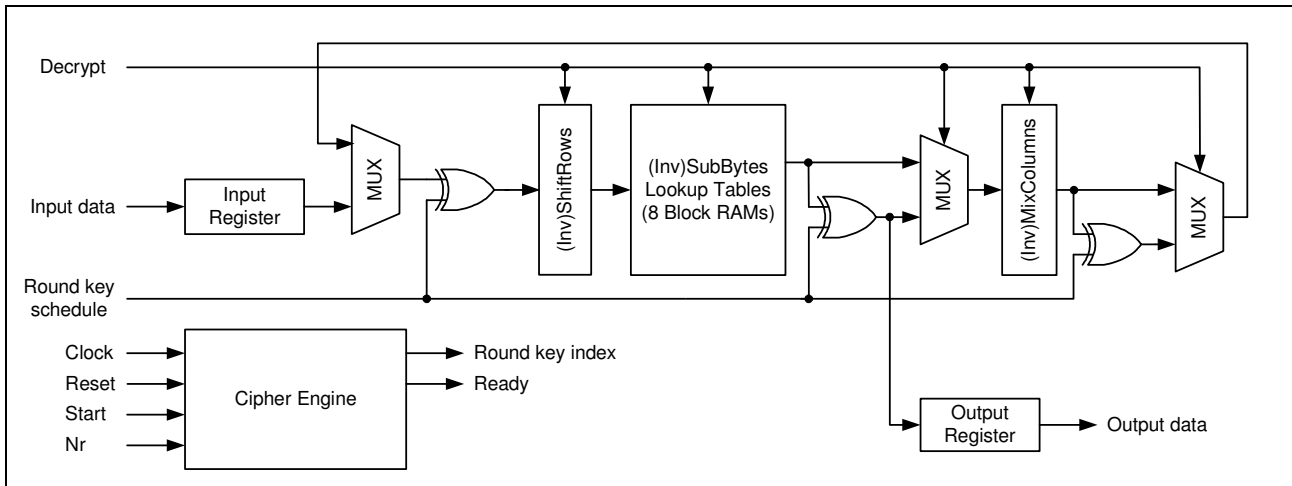 Decrypt
Input data
Input
Register
MUX
(Inv)ShiftRows
(Inv)SubBytes
Lookup Tables
(8 Block RAMs)
MUX
(Inv)MixColumns
MUX
Round key
schedule
Clock
Reset
Start
Nr
Cipher Engine
Round key index
Ready
Output
Register
Output data